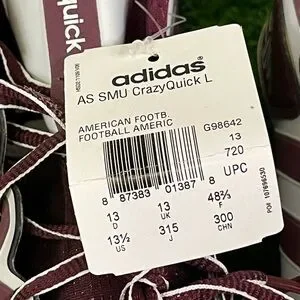 quick
adidas
AS SMU CrazyQuick L
AMERICAN FOOTB.
FOOTBALL AMERIC
G98642
13
720
UPC
8 87383 01387 8
13 13 48⅔
D UK F
13½ 315 300
US J CHN